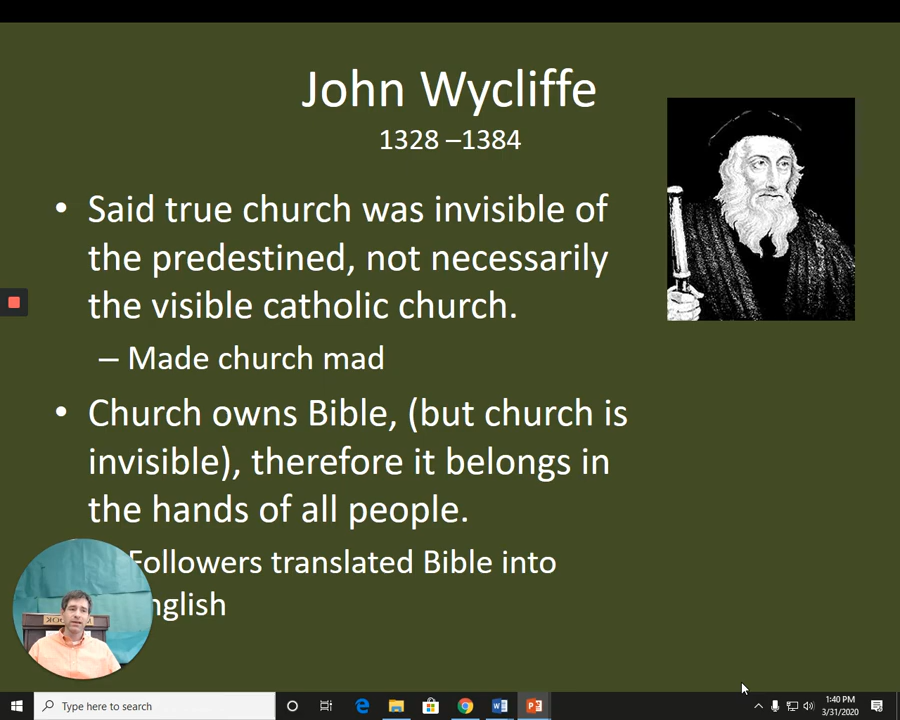 John Wycliffe
1328 –1384
• Said true church was invisible of
the predestined, not necessarily
the visible catholic church.
– Made church mad
• Church owns Bible, (but church is
invisible), therefore it belongs in
the hands of all people.
Followers translated Bible into
nglish
Type here to search
1:40 PM
3/31/2020